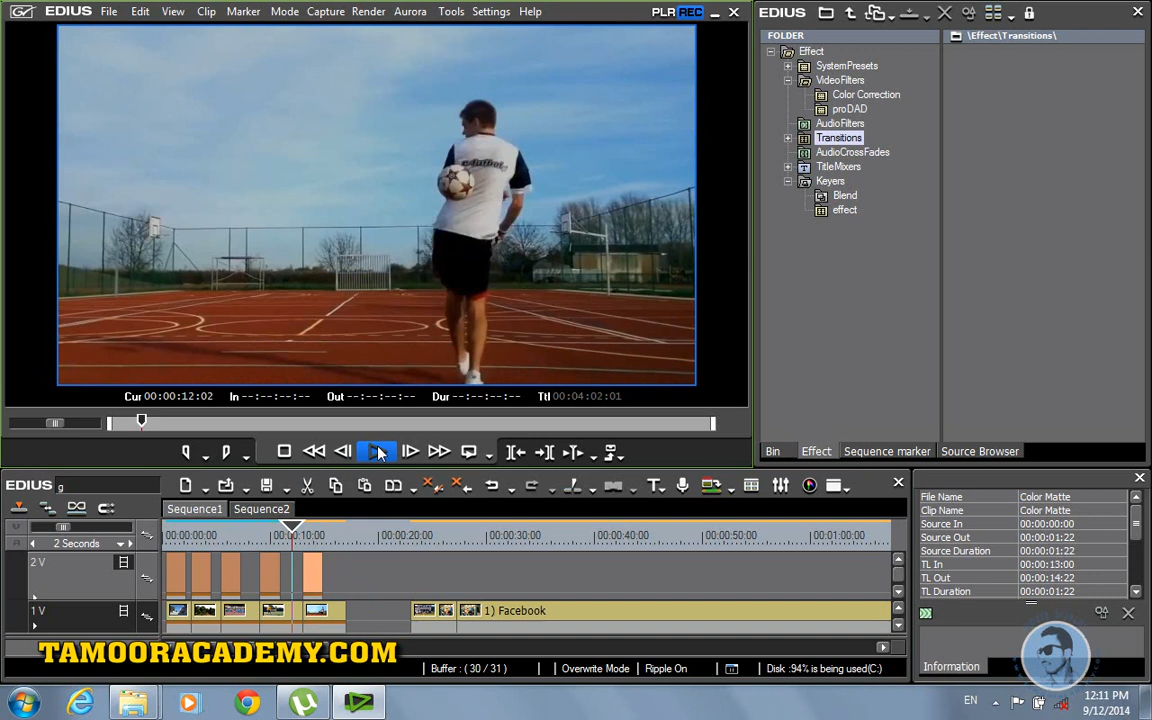 EDIUS File Edit View Clip Marker Mode Capture Render Aurora Tools Settings Help PLR REC
EDIUS
FOLDER
\Effect\Transitions\
Effect
SystemPresets
VideoFilters
Color Correction
proDAD
AudioFilters
Transitions
AudioCrossFades
TitleMixers
Keyers
Blend
effect
Cur 00:00:12:02 In --:--:--:-- Out --:--:--:-- Dur --:--:--:-- Ttl 00:04:02:01
Bin Effect Sequence marker Source Browser
EDIUS g
Sequence1 Sequence2
2 Seconds
00:00:00:00 00:00:10:00 00:00:20:00 00:00:30:00 00:00:40:00 00:00:50:00 00:01:00:00
2 V
1 V
1) Facebook
File Name Color Matte
Clip Name Color Matte
Source In 00:00:00:00
Source Out 00:00:01:22
Source Duration 00:00:01:22
TL In 00:00:13:00
TL Out 00:00:14:22
TL Duration 00:00:01:22
Information
TAMOORACADEMY.COM
Buffer : ( 30 / 31 ) Overwrite Mode Ripple On Disk :94% is being used(C:)
EN
12:11 PM
9/12/2014